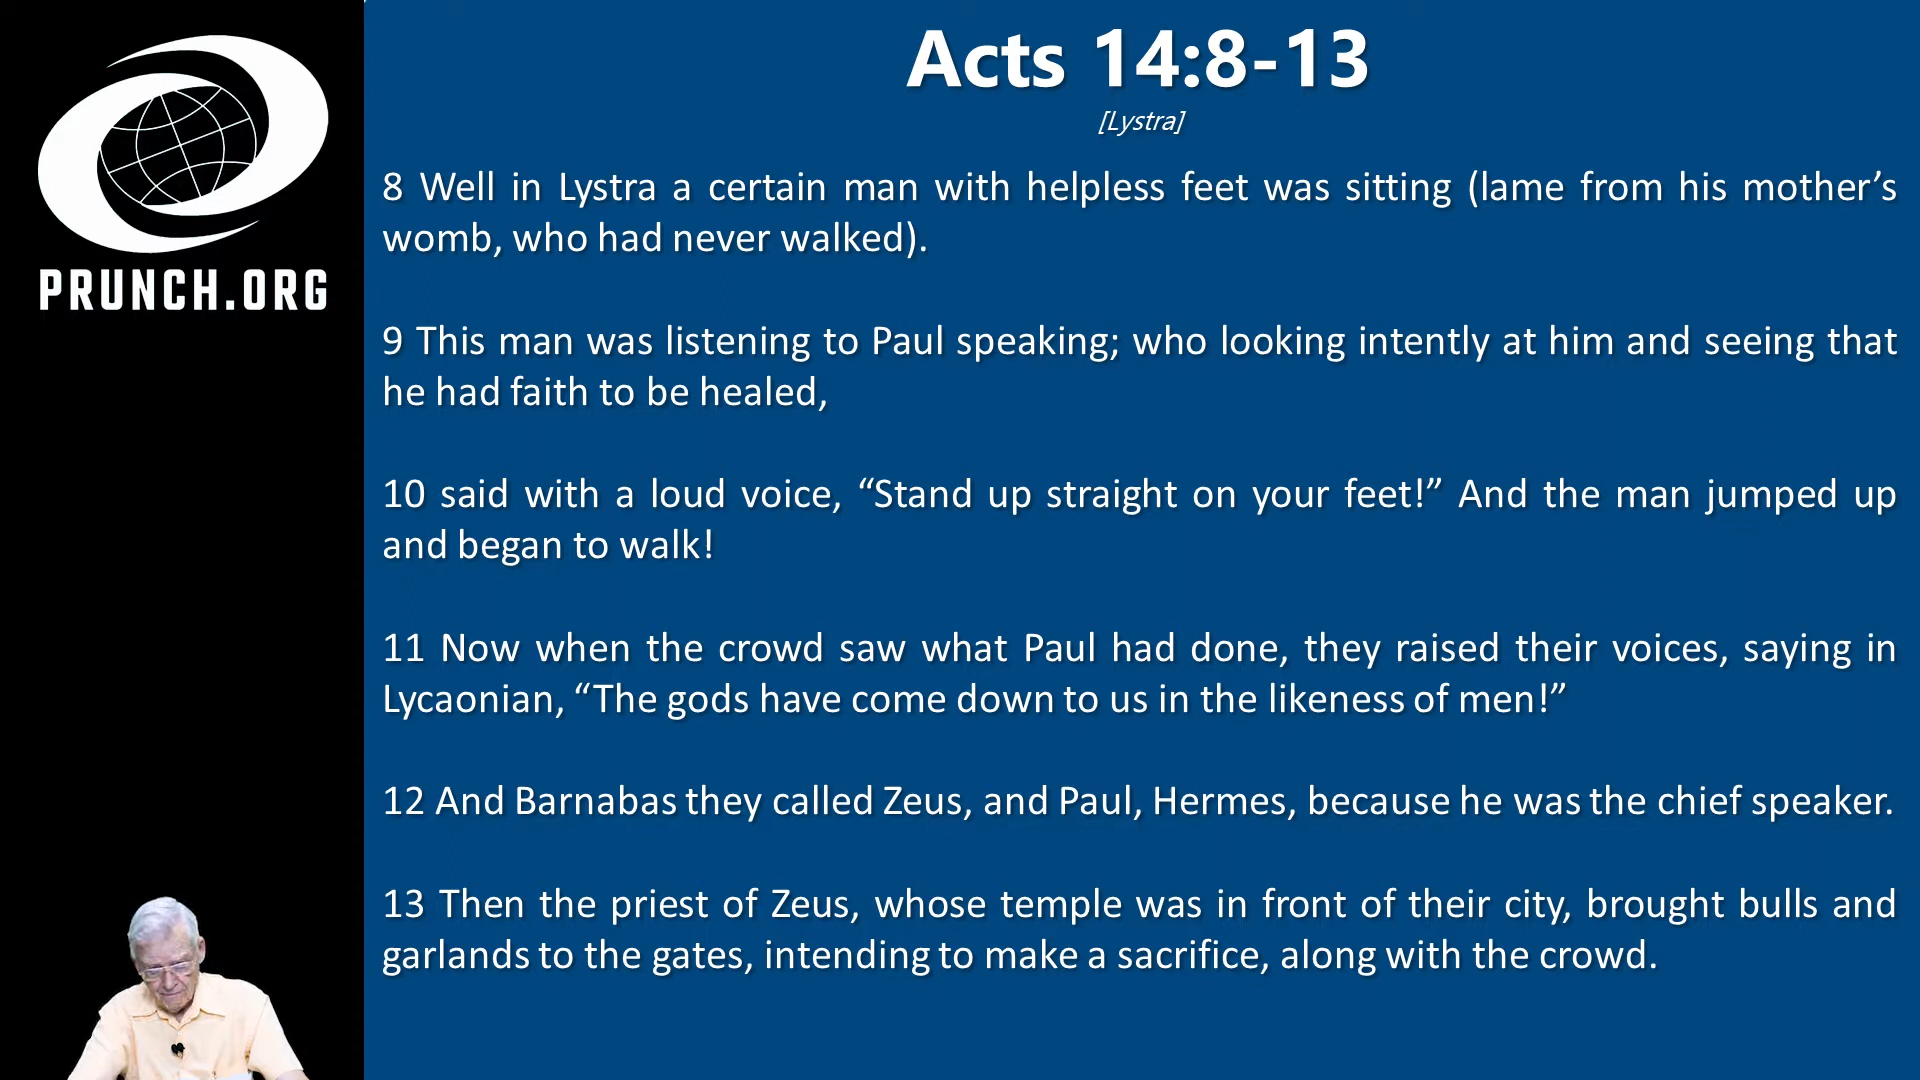 PRUNCH.ORG
Acts 14:8-13
[Lystra]
8 Well in Lystra a certain man with helpless feet was sitting (lame from his mother’s
womb, who had never walked).
9 This man was listening to Paul speaking; who looking intently at him and seeing that
he had faith to be healed,
10 said with a loud voice, “Stand up straight on your feet!” And the man jumped up
and began to walk!
11 Now when the crowd saw what Paul had done, they raised their voices, saying in
Lycaonian, “The gods have come down to us in the likeness of men!”
12 And Barnabas they called Zeus, and Paul, Hermes, because he was the chief speaker.
13 Then the priest of Zeus, whose temple was in front of their city, brought bulls and
garlands to the gates, intending to make a sacrifice, along with the crowd.